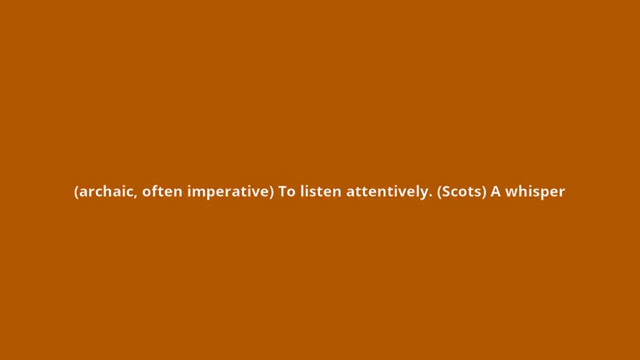 (archaic, often imperative) To listen attentively. (Scots) A whisper